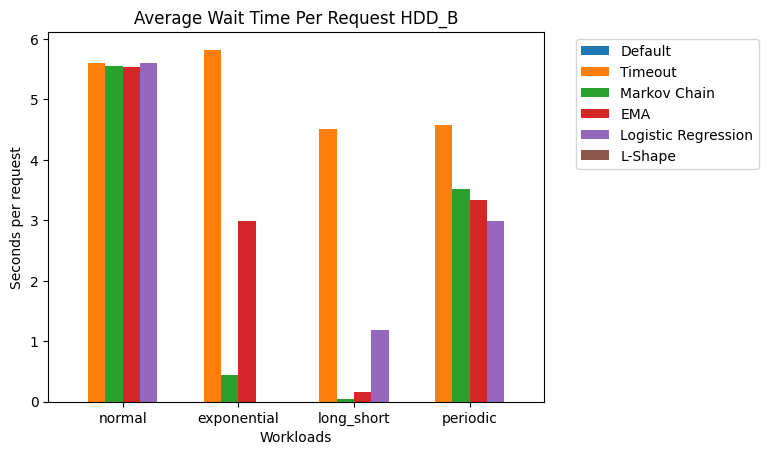 Average Wait Time Per Request HDD_B
Seconds per request
6
5
4
3
2
1
0
normal
exponential
long_short
periodic
Workloads
Default
Timeout
Markov Chain
EMA
Logistic Regression
L-Shape